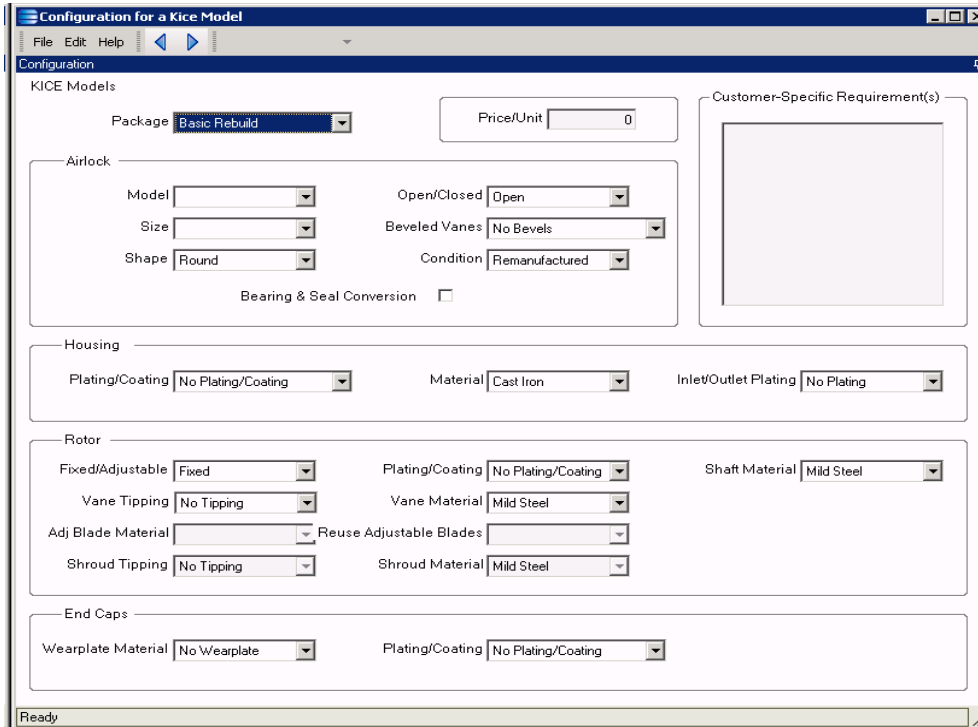 Configuration for a Kice Model
File Edit Help
Configuration
KICE Models
Package Basic Rebuild
Price/Unit 0
Customer-Specific Requirement(s)
Airlock
Model
Open/Closed Open
Size
Beveled Vanes No Bevels
Shape Round
Condition Remanufactured
Bearing & Seal Conversion
Housing
Plating/Coating No Plating/Coating
Material Cast Iron
Inlet/Outlet Plating No Plating
Rotor
Fixed/Adjustable Fixed
Plating/Coating No Plating/Coating
Shaft Material Mild Steel
Vane Tipping No Tipping
Vane Material Mild Steel
Adj Blade Material
Reuse Adjustable Blades
Shroud Tipping No Tipping
Shroud Material Mild Steel
End Caps
Wearplate Material No Wearplate
Plating/Coating No Plating/Coating
Ready